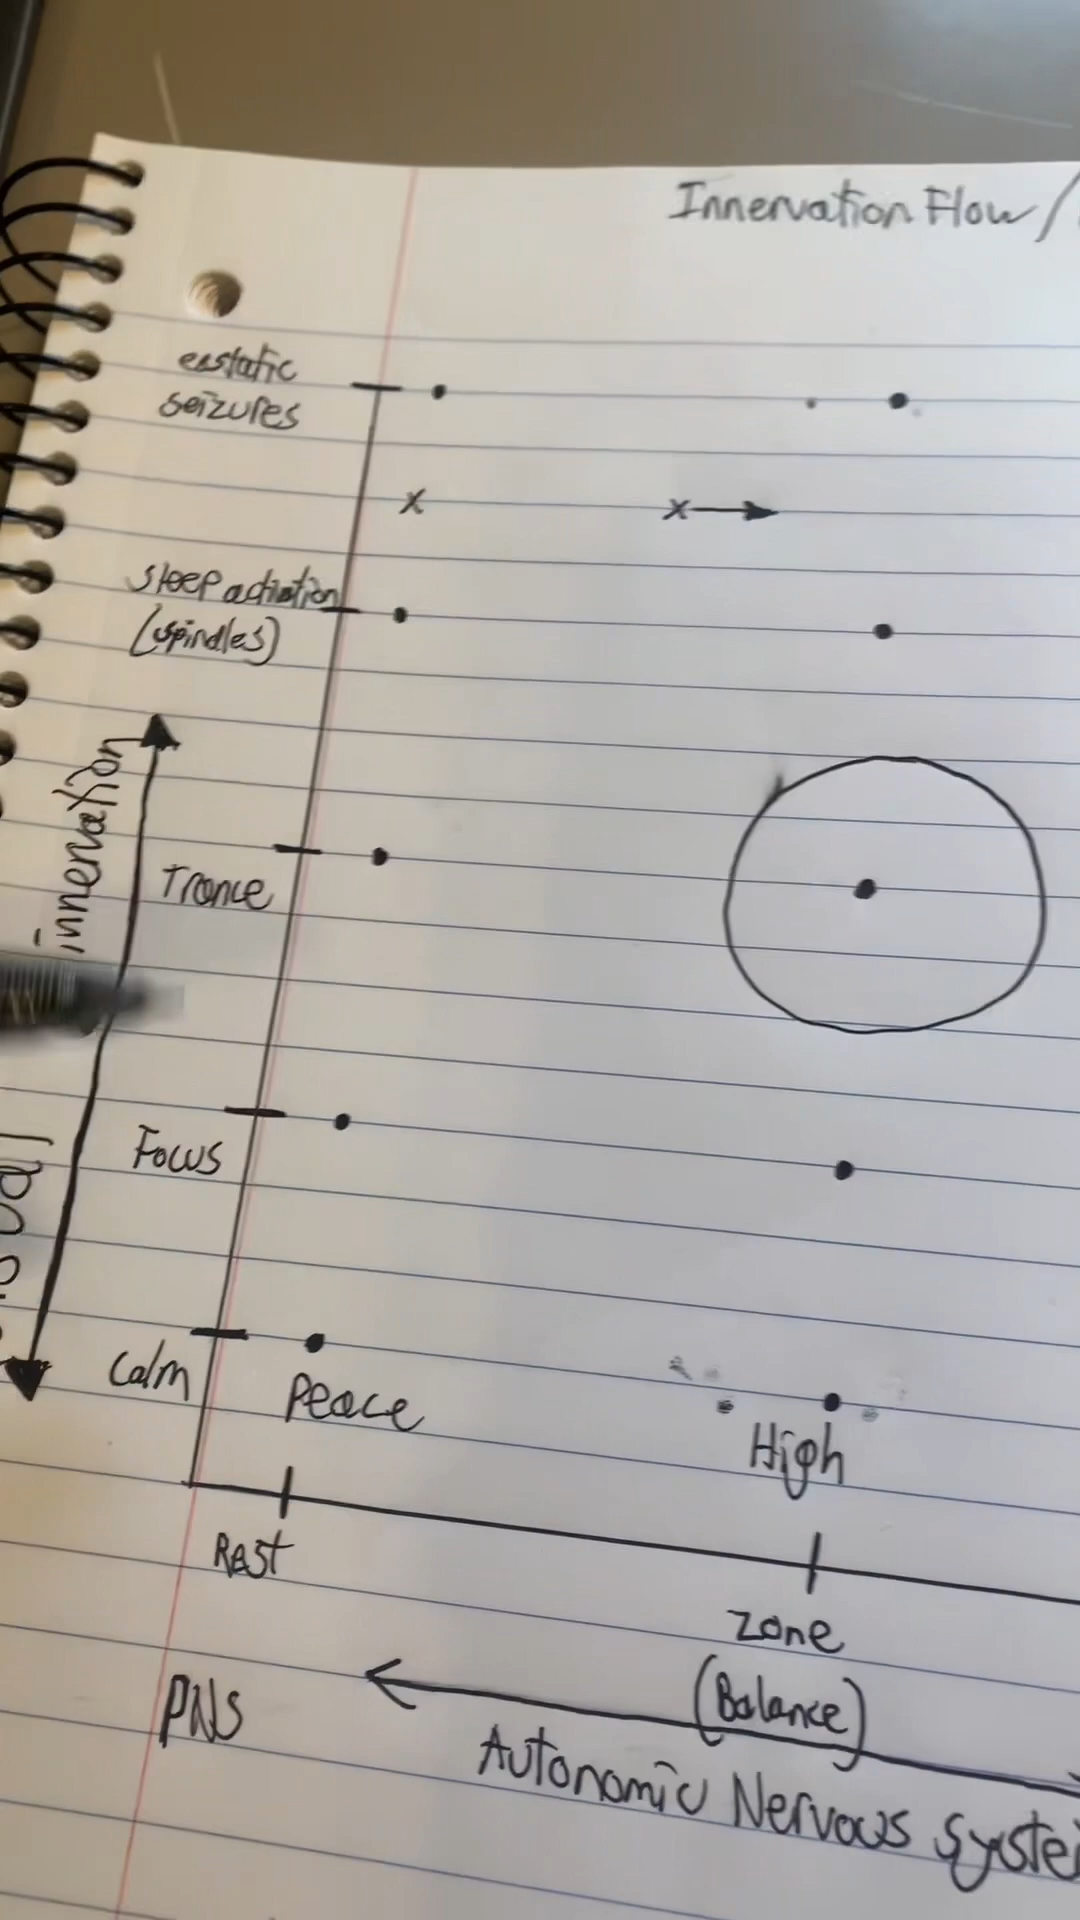 Innervation Flow /
ecstatic
seizures
x x
sleep activation
(spindles)
innervation
Trance
Focus
Calm
Peace
High
Rest
Zone
(Balance)
PNS
Autonomic Nervous System